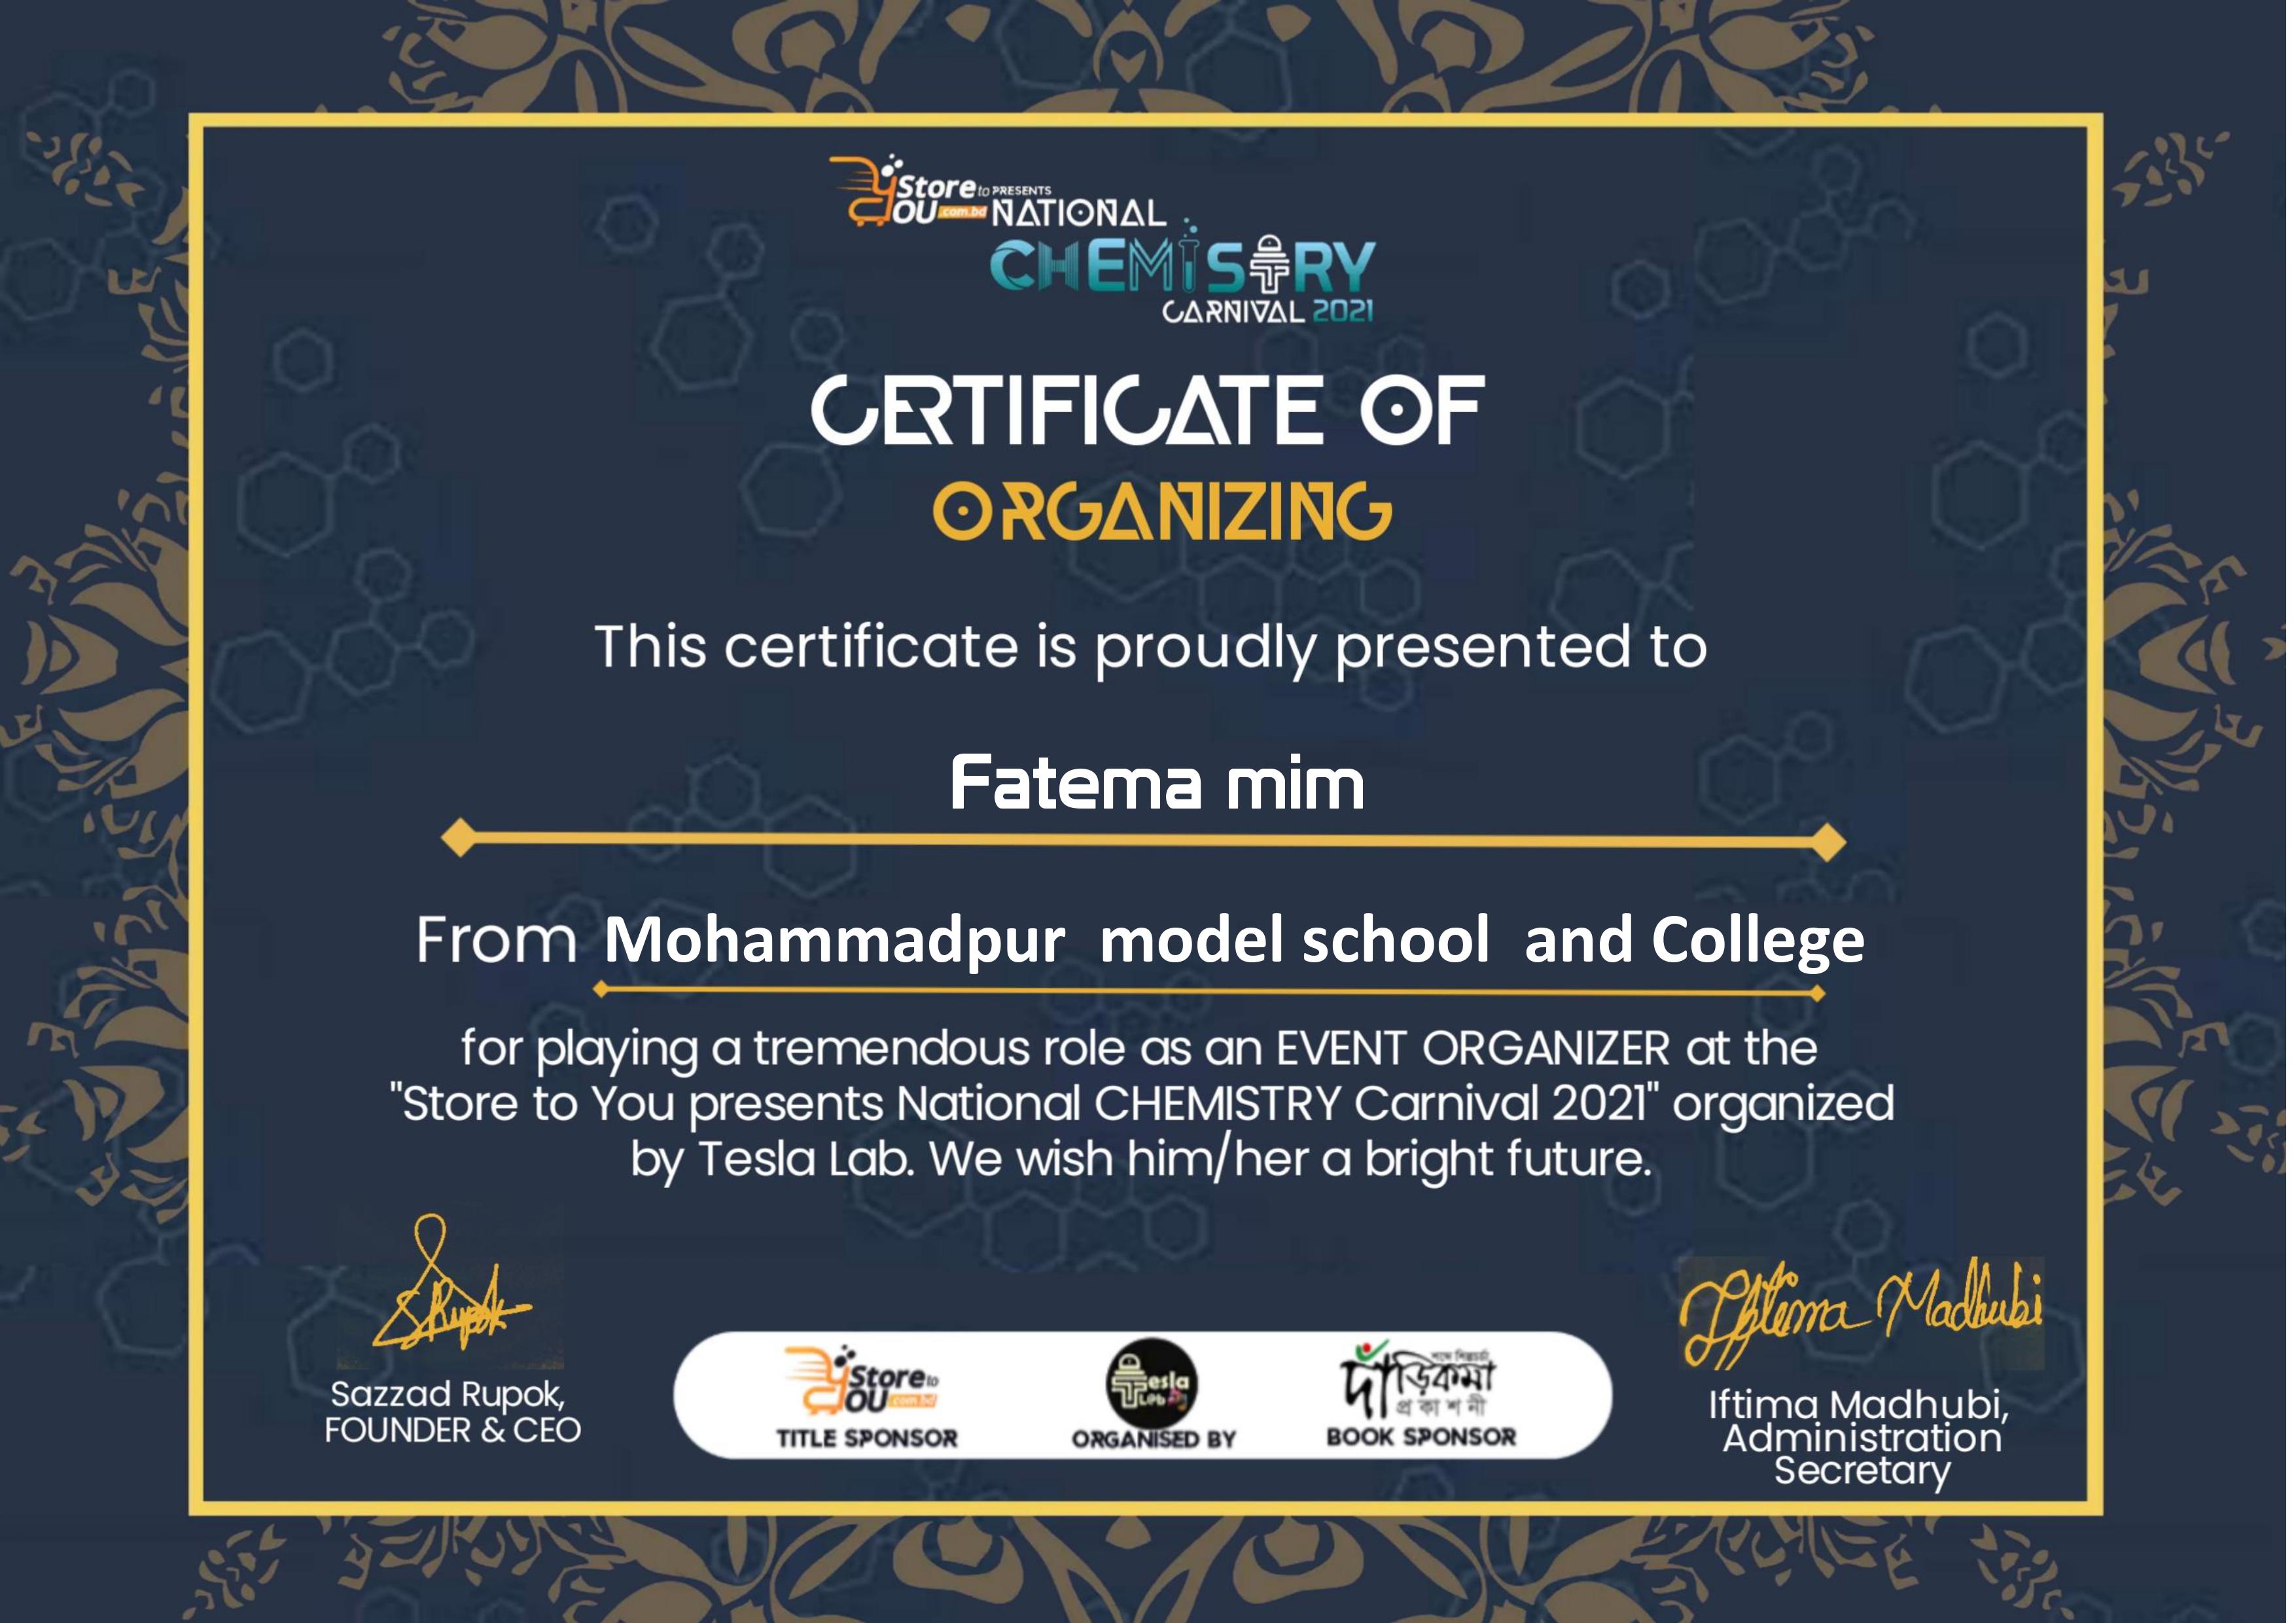 Store to PRESENTS
YOU .com.bd NATIONAL
CHEMISTRY
CARNIVAL 2021
CERTIFICATE OF
ORGANIZING
This certificate is proudly presented to
Fatema mim
From Mohammadpur model school and College
for playing a tremendous role as an EVENT ORGANIZER at the
"Store to You presents National CHEMISTRY Carnival 2021" organized
by Tesla Lab. We wish him/her a bright future.
SRupok
Iftima Madhubi
Sazzad Rupok,
FOUNDER & CEO
Store to
YOU .com.bd
TITLE SPONSOR
Tesla
Lab
ORGANISED BY
দাঁড়িকমা
প্রকাশনী
BOOK SPONSOR
Iftima Madhubi,
Administration
Secretary